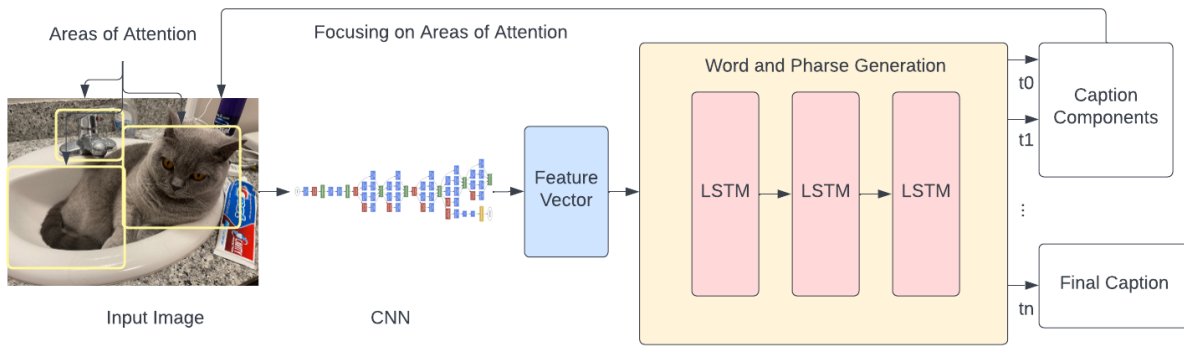 Areas of Attention
Focusing on Areas of Attention
Word and Pharse Generation
t0
Caption
Components
t1
Feature
Vector
LSTM
LSTM
LSTM
⋮
Final Caption
tn
Input Image
CNN